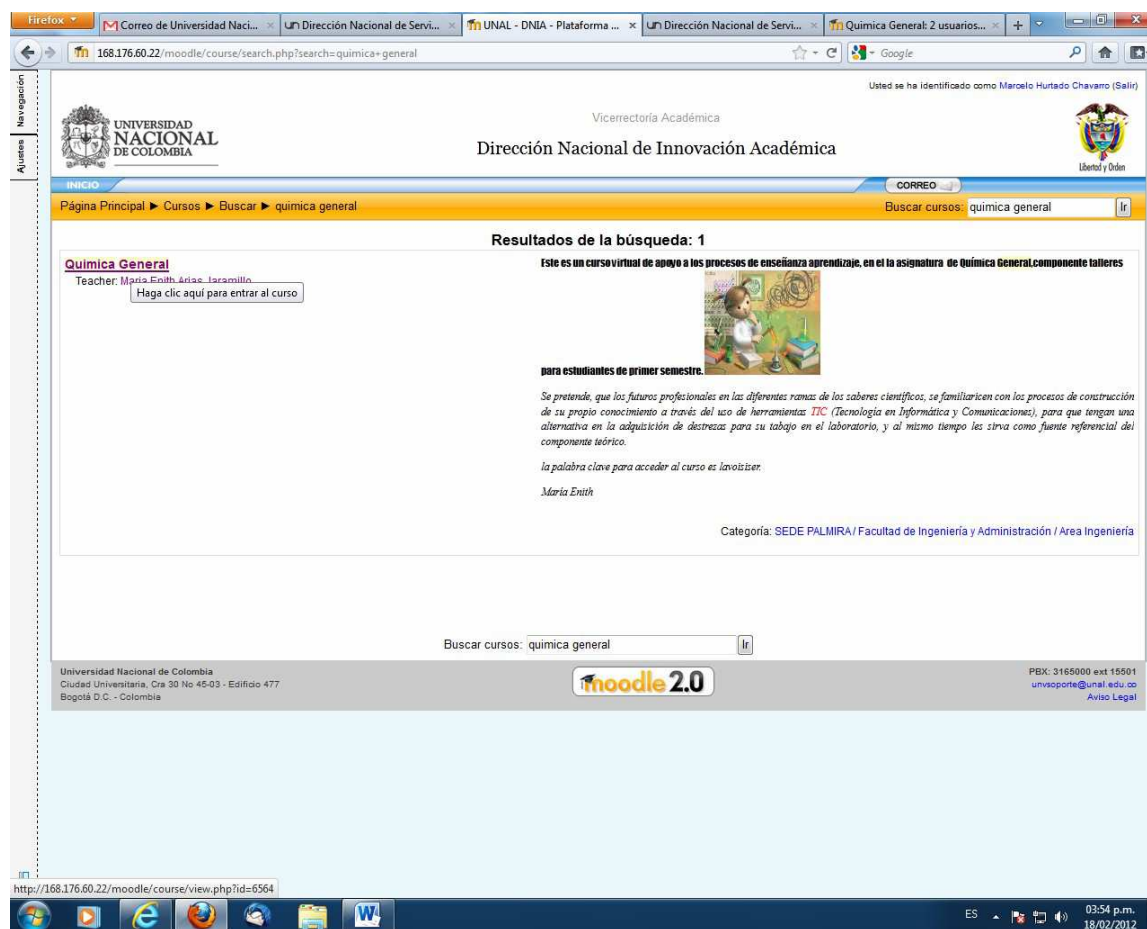 Firefox
Correo de Universidad Naci...
Dirección Nacional de Servi...
UNAL - DNIA - Plataforma ...
Dirección Nacional de Servi...
Quimica General: 2 usuarios...
168.176.60.22/moodle/course/search.php?search=quimica+general
Google
Navegación
Ajustes
Usted se ha identificado como Marcelo Hurtado Chavarro (Salir)
UNIVERSIDAD
NACIONAL
DE COLOMBIA
Vicerrectoría Académica
Dirección Nacional de Innovación Académica
Libertad y Orden
INICIO
CORREO
Página Principal ► Cursos ► Buscar ► quimica general
Buscar cursos: quimica general Ir
Resultados de la búsqueda: 1
Quimica General
Teacher: Maria Enith Arias Jaramillo
Haga clic aquí para entrar al curso
Este es un curso virtual de apoyo a los procesos de enseñanza aprendizaje, en el la asignatura de Química General,componente talleres
para estudiantes de primer semestre.
Se pretende, que los futuros profesionales en las diferentes ramas de los saberes científicos, se familiaricen con los procesos de construcción
de su propio conocimiento a través del uso de herramientas TIC (Tecnología en Informática y Comunicaciones), para que tengan una
alternativa en la adquisición de destrezas para su tabajo en el laboratorio, y al mismo tiempo les sirva como fuente referencial del
componente teórico.
la palabra clave para acceder al curso es lavoisiser.
María Enith
Categoría: SEDE PALMIRA / Facultad de Ingeniería y Administración / Area Ingeniería
Buscar cursos: quimica general Ir
Universidad Nacional de Colombia
Ciudad Universitaria, Cra 30 No 45-03 - Edificio 477
Bogotá D.C. - Colombia
moodle 2.0
PBX: 3165000 ext 15501
unvsoporte@unal.edu.co
Aviso Legal
http://168.176.60.22/moodle/course/view.php?id=6564
ES
03:54 p.m.
18/02/2012